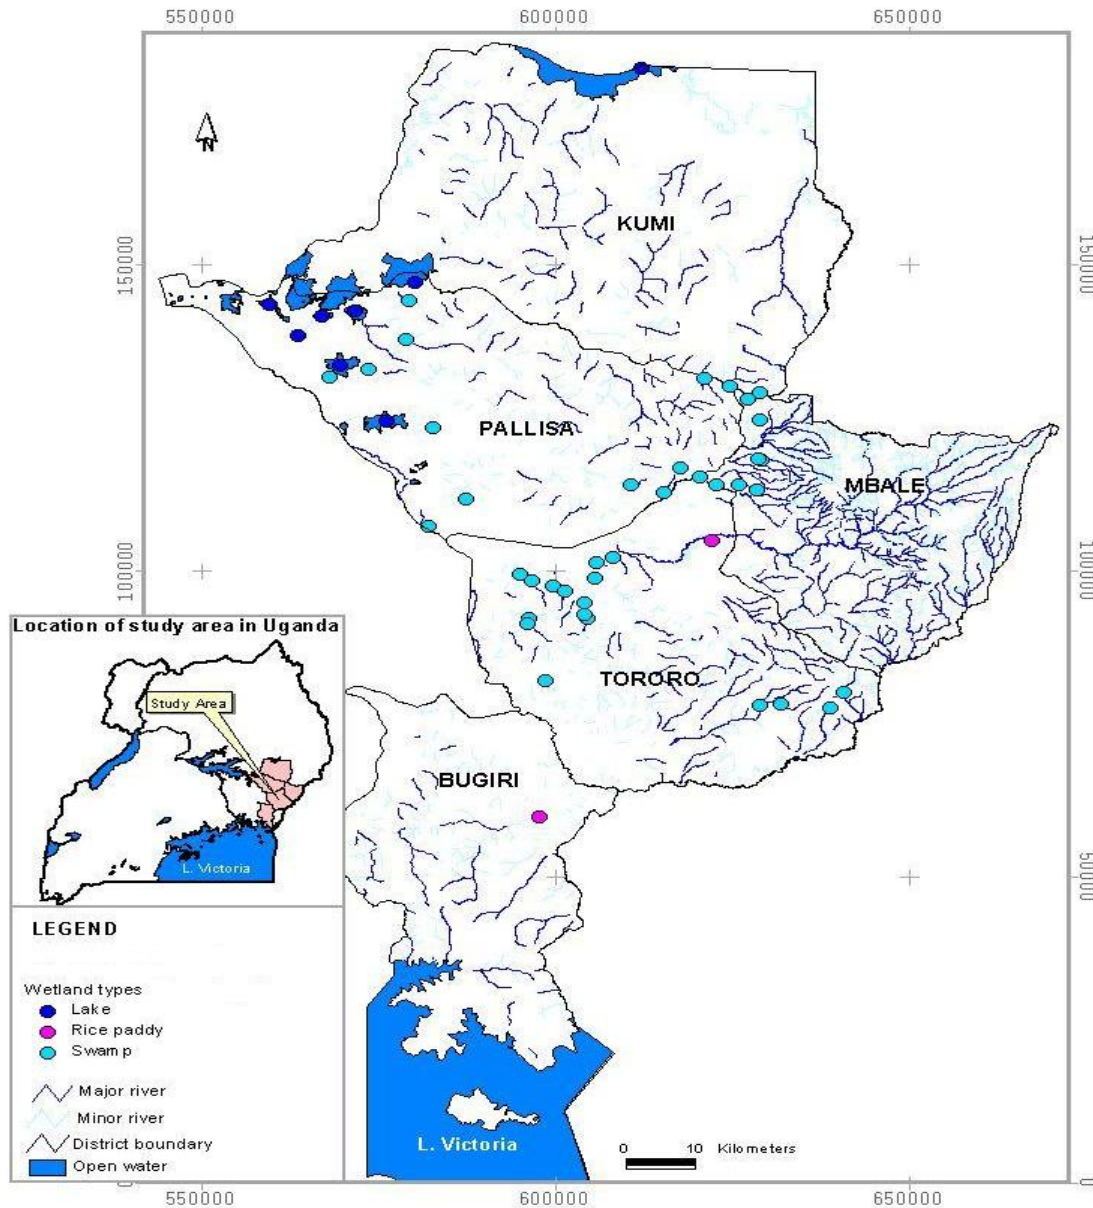 550000 600000 650000
N
KUMI
150000
150000
PALLISA
MBALE
100000
100000
Location of study area in Uganda
Study Area
L. Victoria
TORORO
BUGIRI
50000
LEGEND
Wetland types
Lake
Rice paddy
Swamp
Major river
Minor river
District boundary
Open water
L. Victoria
0 10 Kilometers
0
550000 600000 650000